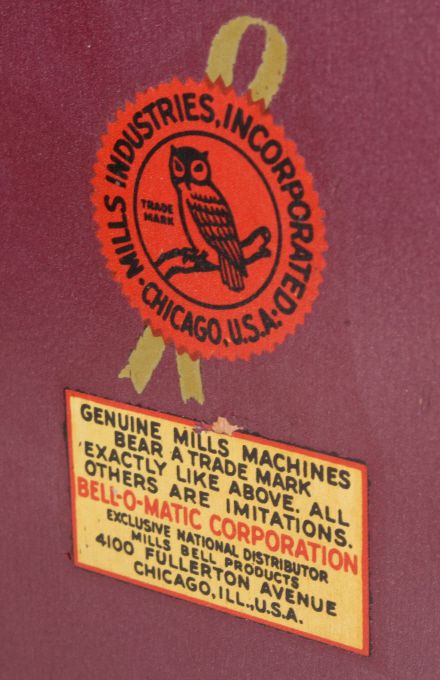 MILLS INDUSTRIES, INCORPORATED.
TRADE
MARK
CHICAGO, U.S.A.
GENUINE MILLS MACHINES
BEAR A TRADE MARK
EXACTLY LIKE ABOVE. ALL
OTHERS ARE IMITATIONS.
BELL-O-MATIC CORPORATION
EXCLUSIVE NATIONAL DISTRIBUTOR
MILLS BELL PRODUCTS
4100 FULLERTON AVENUE
CHICAGO, ILL., U.S.A.